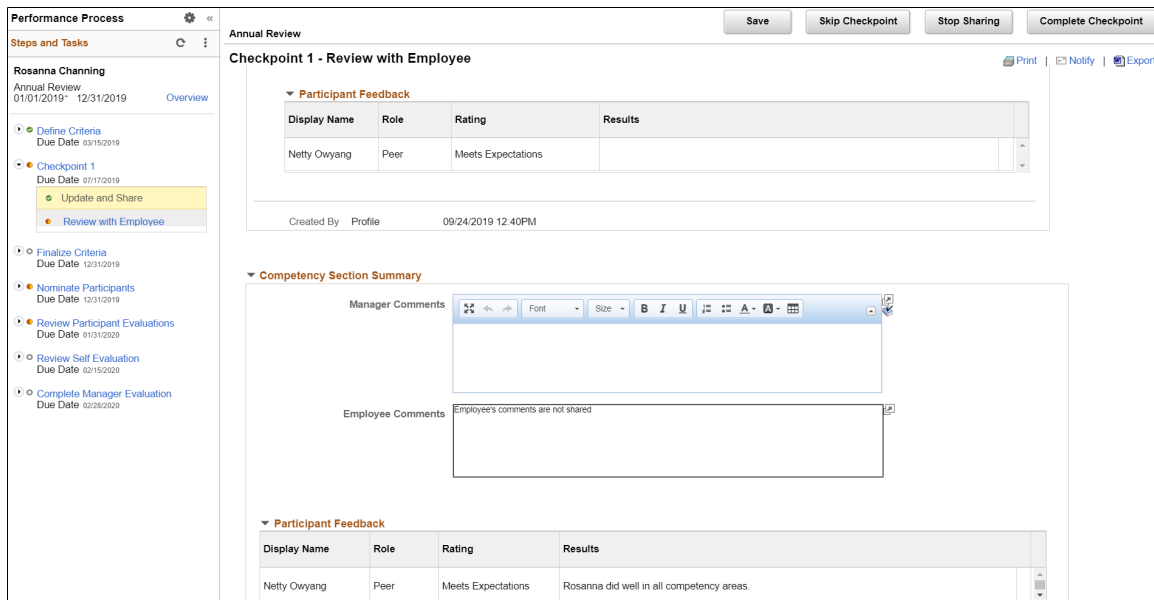 Performance Process
Steps and Tasks
Rosanna Channing
Annual Review
01/01/2019- 12/31/2019 Overview
Define Criteria
Due Date 03/15/2019
Checkpoint 1
Due Date 07/17/2019
Update and Share
Review with Employee
Finalize Criteria
Due Date 12/31/2019
Nominate Participants
Due Date 12/31/2019
Review Participant Evaluations
Due Date 01/31/2020
Review Self Evaluation
Due Date 02/15/2020
Complete Manager Evaluation
Due Date 02/28/2020
Save Skip Checkpoint Stop Sharing Complete Checkpoint
Annual Review
Checkpoint 1 - Review with Employee
Print | Notify | Export
Participant Feedback
Display Name Role Rating Results
Netty Owyang Peer Meets Expectations
Created By Profile 09/24/2019 12:40PM
Competency Section Summary
Manager Comments
Font Size B I U A A
Employee Comments
Employee's comments are not shared
Participant Feedback
Display Name Role Rating Results
Netty Owyang Peer Meets Expectations Rosanna did well in all competency areas.